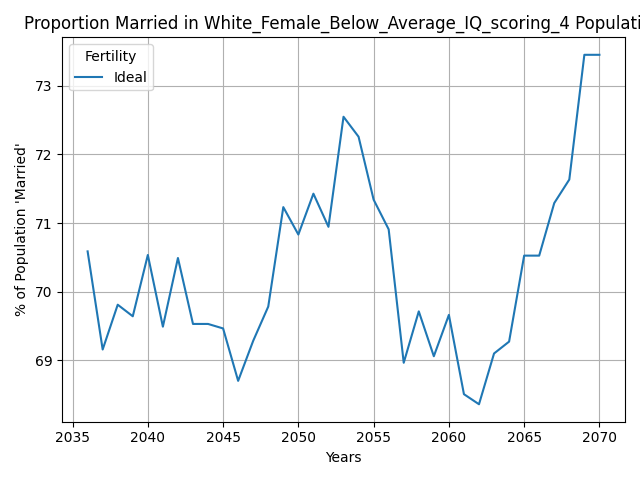 Proportion Married in White_Female_Below_Average_IQ_scoring_4 Populati
Fertility
Ideal
% of Population 'Married'
73
72
71
70
69
2035 2040 2045 2050 2055 2060 2065 2070
Years